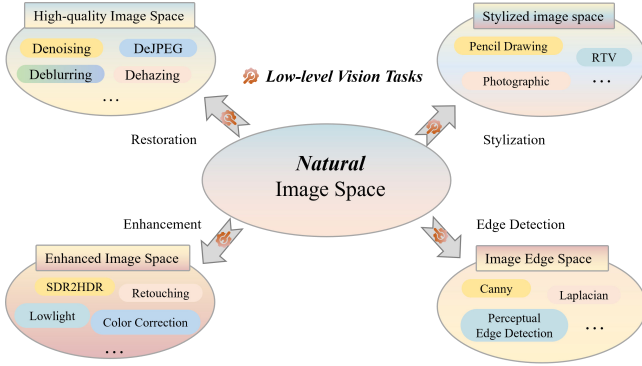 High-quality Image Space
Denoising
DeJPEG
Deblurring
Dehazing
...
Stylized image space
Pencil Drawing
RTV
Photographic
...
Low-level Vision Tasks
Restoration
Stylization
Natural
Image Space
Enhancement
Edge Detection
Enhanced Image Space
SDR2HDR
Retouching
Lowlight
Color Correction
...
Image Edge Space
Canny
Laplacian
Perceptual
Edge Detection
...